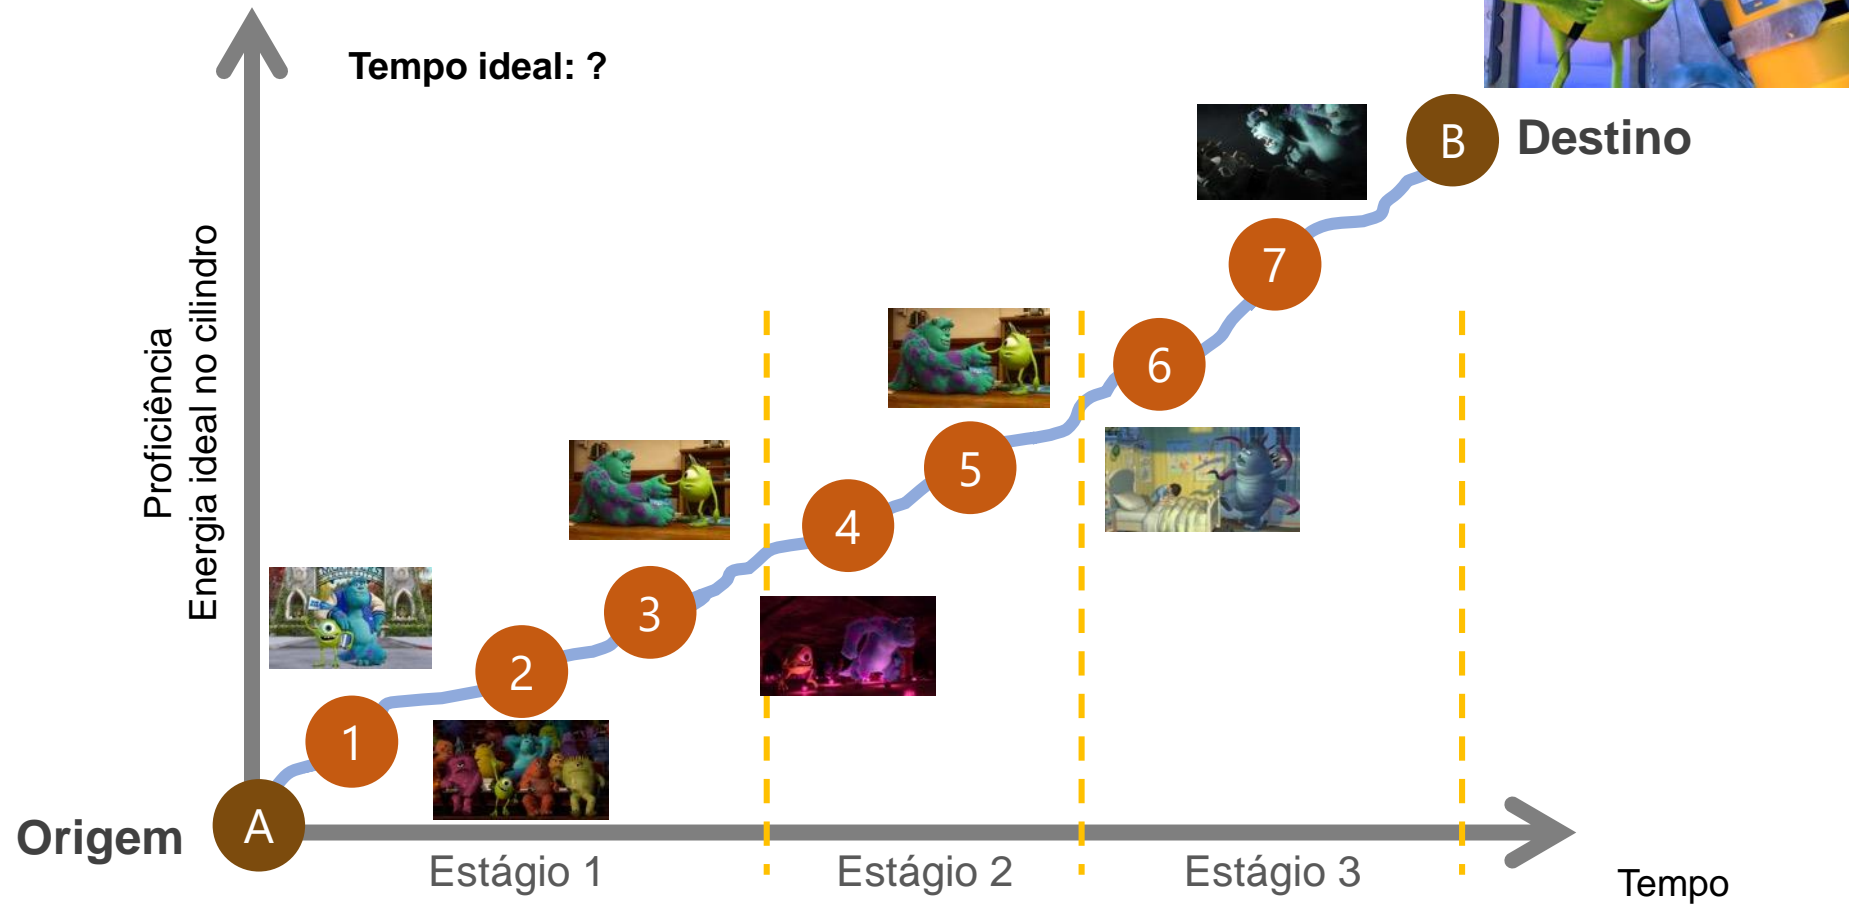 Tempo ideal: ?
B
Destino
7
6
5
4
3
2
1
A
Origem
Proficiência
Energia ideal no cilindro
Estágio 1
Estágio 2
Estágio 3
Tempo